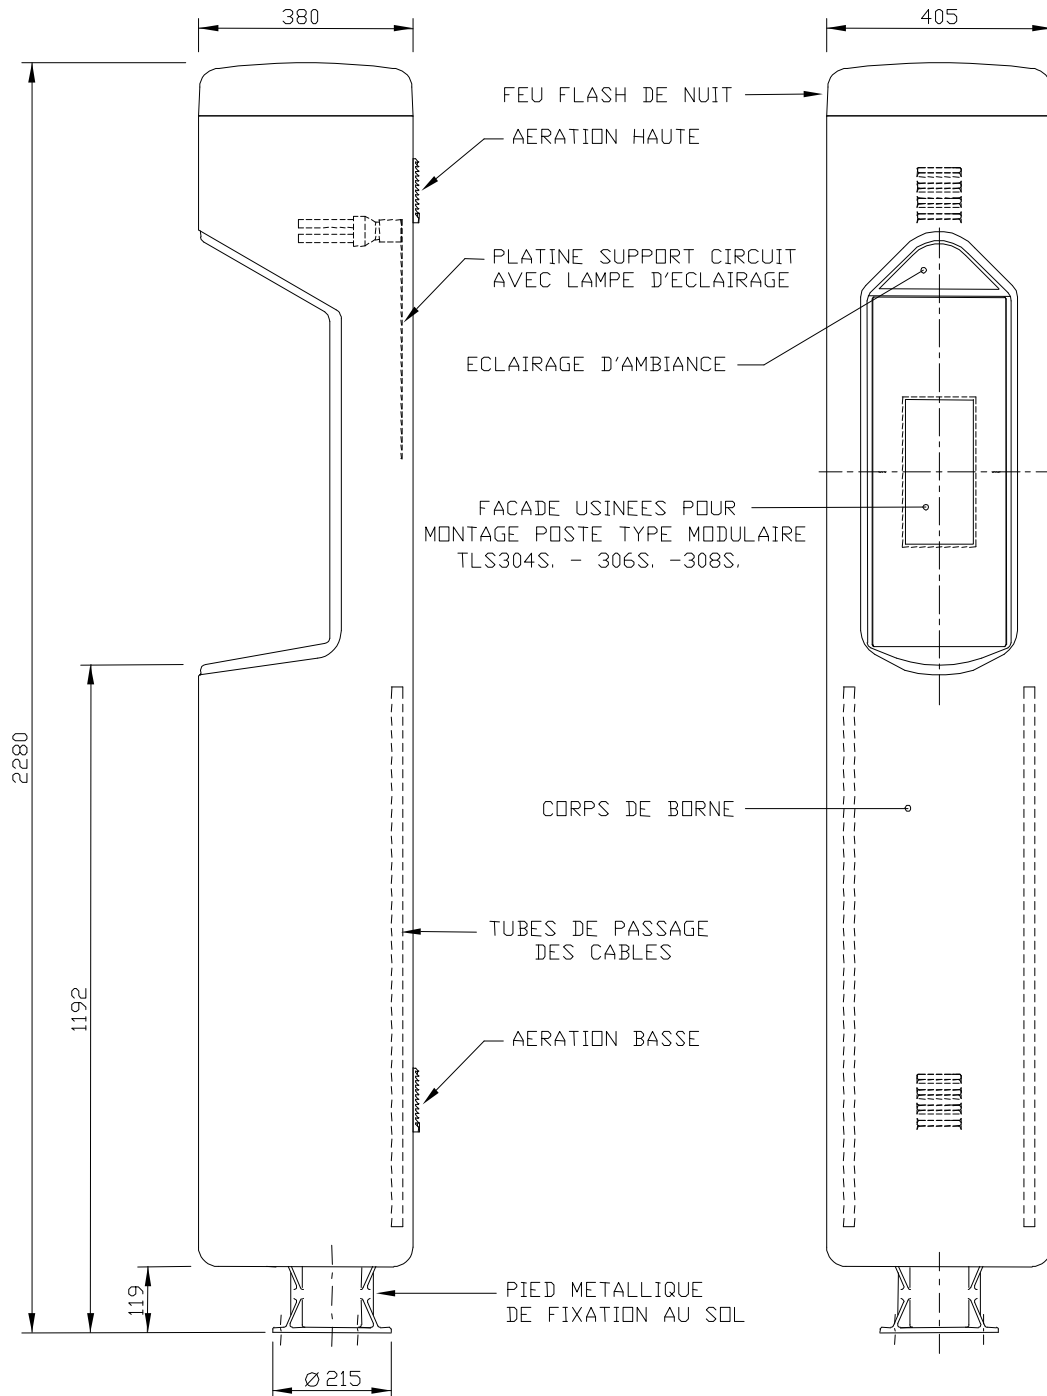 380
405
FEU FLASH DE NUIT
AERATION HAUTE
PLATINE SUPPORT CIRCUIT
AVEC LAMPE D'ECLAIRAGE
ECLAIRAGE D'AMBIANCE
FACADE USINEES POUR
MONTAGE POSTE TYPE MODULAIRE
TLS304S. - 306S. -308S.
2280
CORPS DE BORNE
TUBES DE PASSAGE
DES CABLES
1192
AERATION BASSE
119
PIED METALLIQUE
DE FIXATION AU SOL
Ø 215